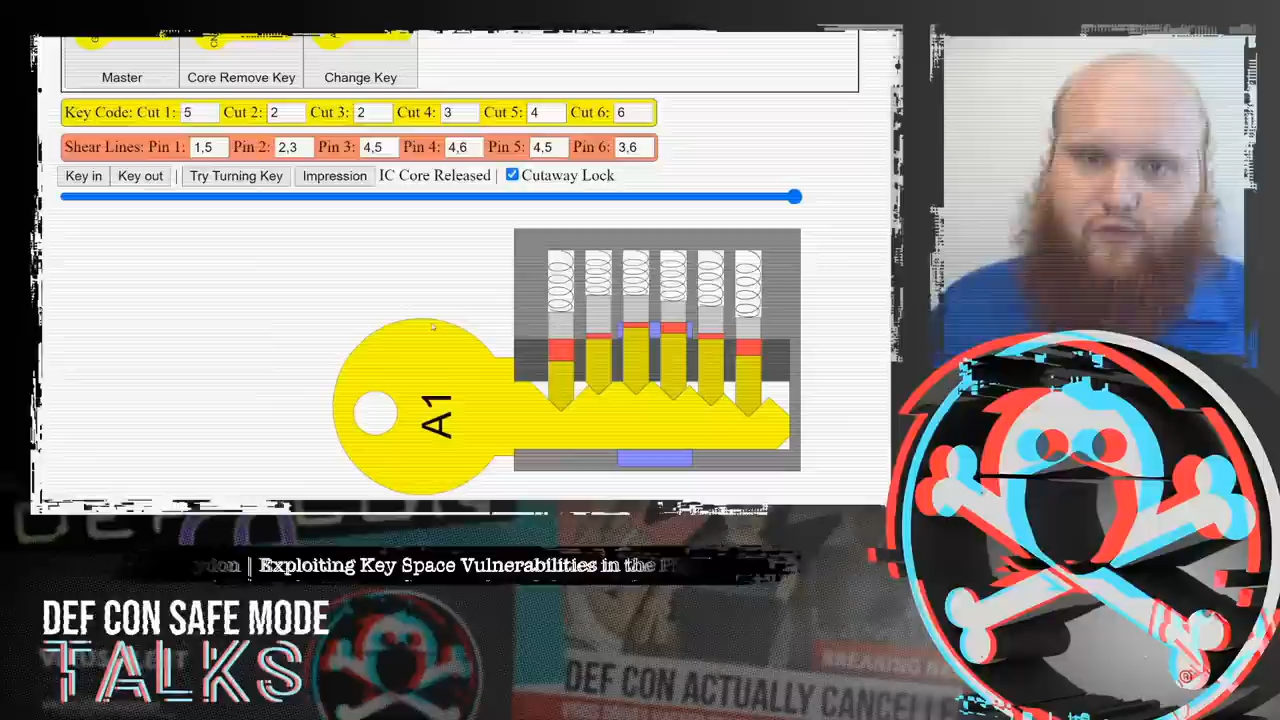 Master Core Remove Key Change Key
Key Code: Cut 1: 5 Cut 2: 2 Cut 3: 2 Cut 4: 3 Cut 5: 4 Cut 6: 6
Shear Lines: Pin 1: 1,5 Pin 2: 2,3 Pin 3: 4,5 Pin 4: 4,6 Pin 5: 4,5 Pin 6: 3,6
Key in Key out | Try Turning Key Impression IC Core Released | Cutaway Lock
A1
| Exploiting Key Space Vulnerabilities in the
DEF CON SAFE MODE
TALKS
BREAKING
DEF CON ACTUALLY CANCELLE